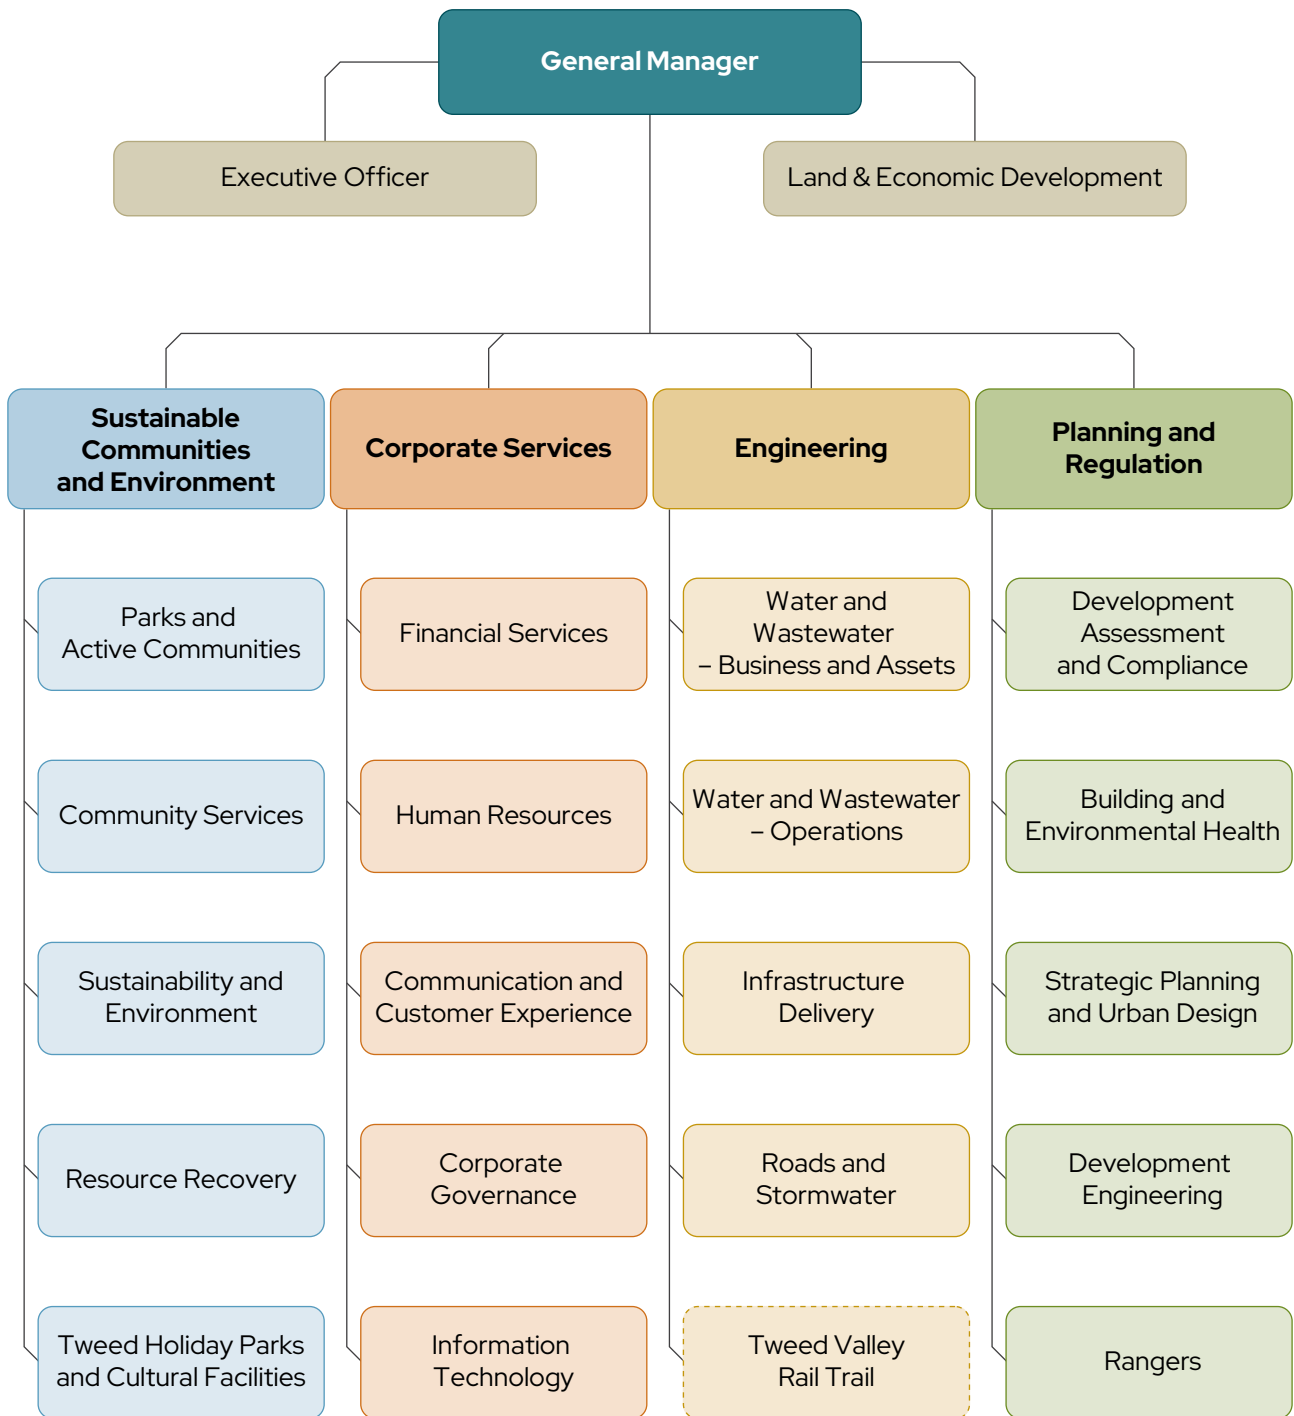 General Manager
Executive Officer
Land & Economic Development
Sustainable
Communities
and Environment
Corporate Services
Engineering
Planning and
Regulation
Parks and
Active Communities
Financial Services
Water and
Wastewater
– Business and Assets
Development
Assessment
and Compliance
Community Services
Human Resources
Water and Wastewater
– Operations
Building and
Environmental Health
Sustainability and
Environment
Communication and
Customer Experience
Infrastructure
Delivery
Strategic Planning
and Urban Design
Resource Recovery
Corporate
Governance
Roads and
Stormwater
Development
Engineering
Tweed Holiday Parks
and Cultural Facilities
Information
Technology
Tweed Valley
Rail Trail
Rangers